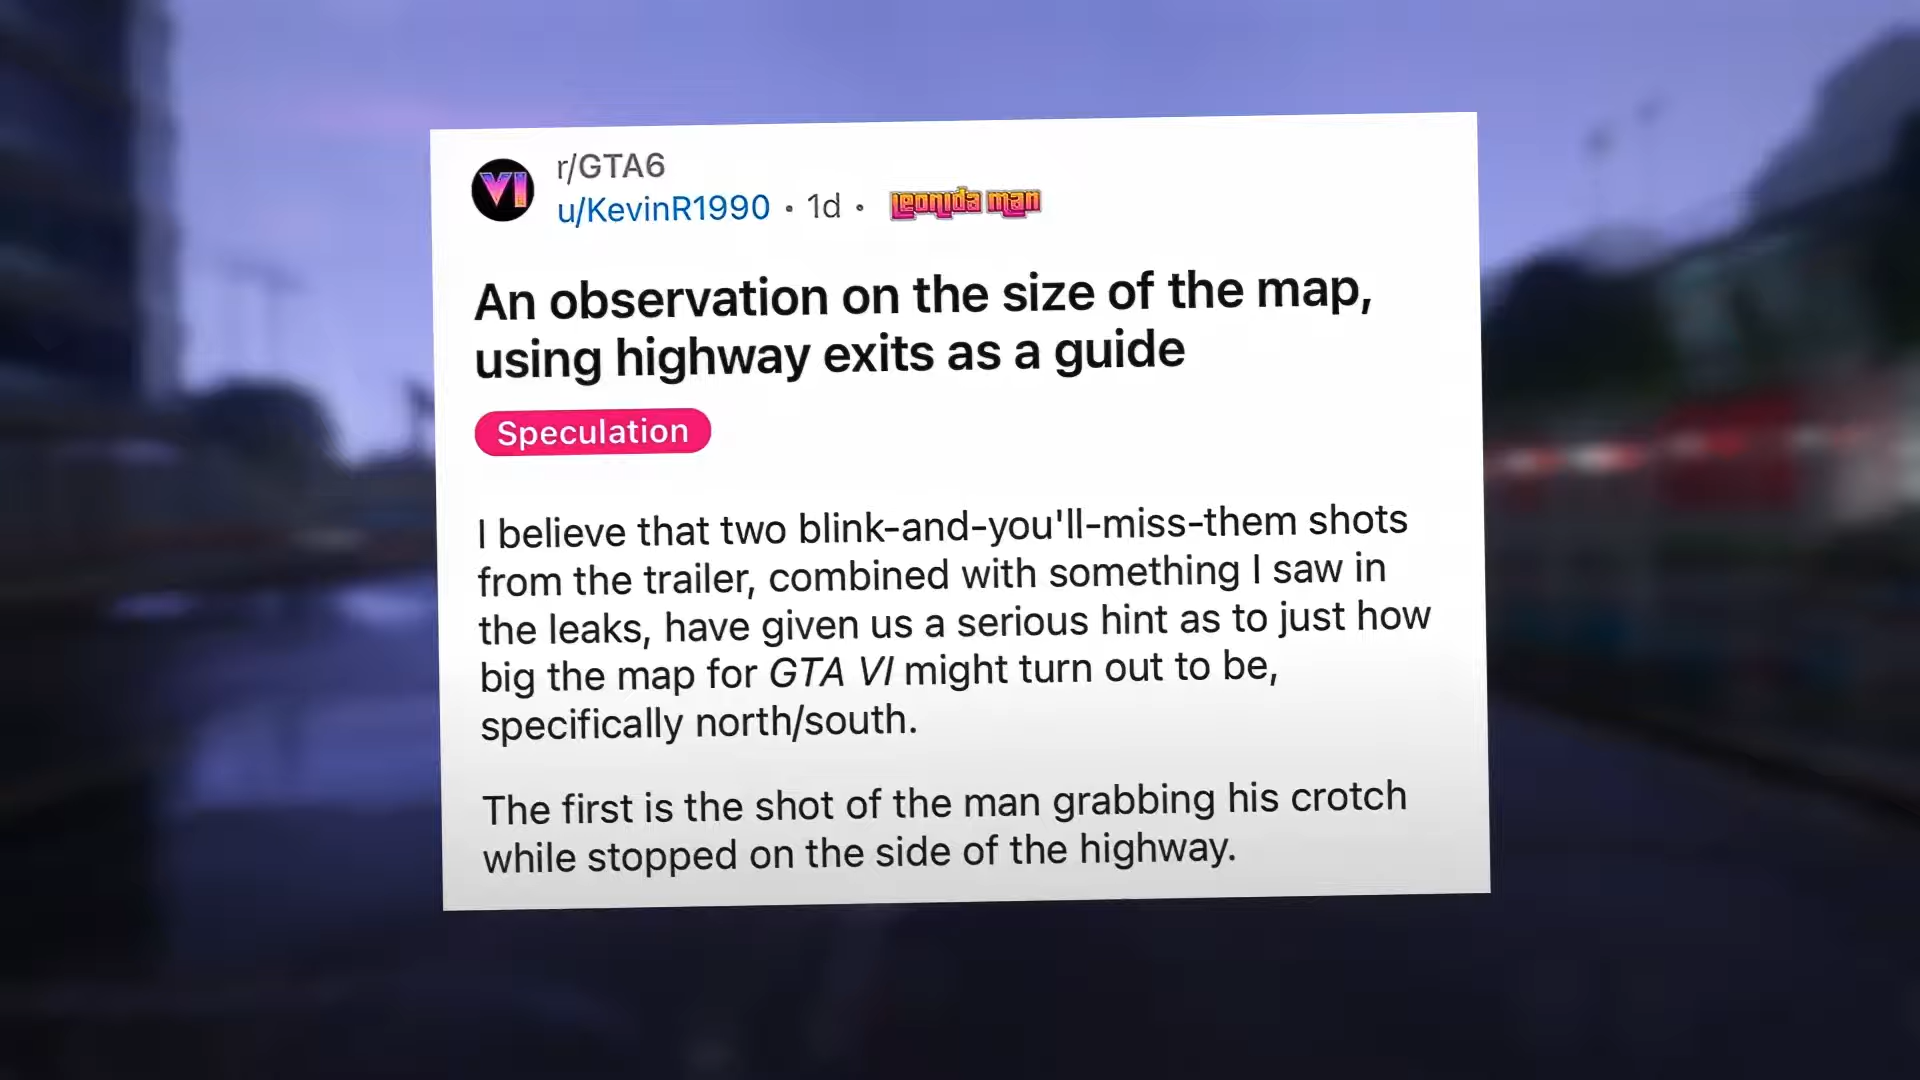 VI
r/GTA6
u/KevinR1990 • 1d •
Leonida man
An observation on the size of the map,
using highway exits as a guide
Speculation
I believe that two blink-and-you'll-miss-them shots
from the trailer, combined with something I saw in
the leaks, have given us a serious hint as to just how
big the map for GTA VI might turn out to be,
specifically north/south.
The first is the shot of the man grabbing his crotch
while stopped on the side of the highway.